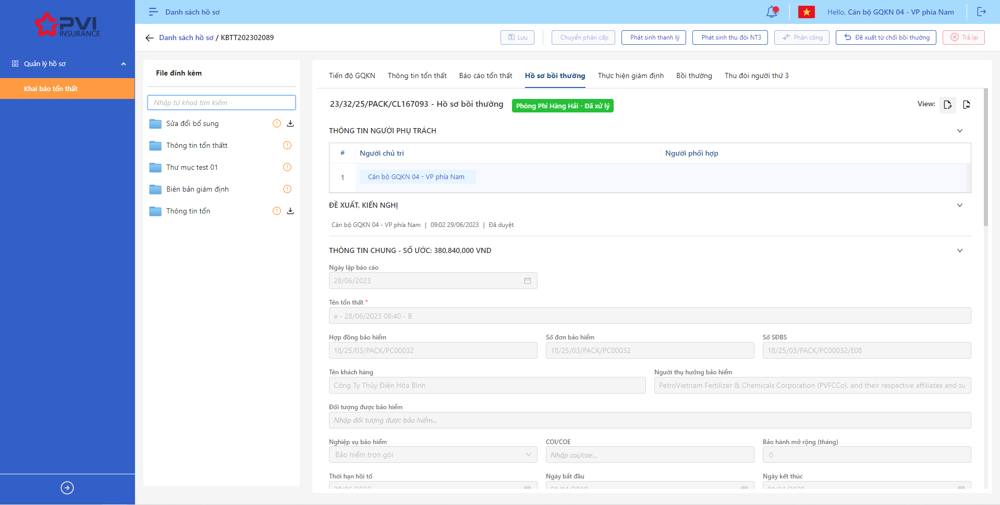 PVI
INSURANCE
Quản lý hồ sơ
Khai báo tổn thất
Danh sách hồ sơ
Hello, Cán bộ GQKN 04 - VP phía Nam
Danh sách hồ sơ / KBTT202302089
Lưu
Chuyển phân cấp
Phát sinh thanh lý
Phát sinh thu đòi NT3
Phân công
Đề xuất từ chối bồi thường
Trả lại
File đính kèm
Nhập từ khoá tìm kiếm
Sửa đổi bổ sung
Thông tin tổn thấtt
Thư mục test 01
Biên bản giám định
Thông tin tổn
Tiến độ GQKN
Thông tin tổn thất
Báo cáo tổn thất
Hồ sơ bồi thường
Thực hiện giám định
Bồi thường
Thu đòi người thứ 3
23/32/25/PACK/CL167093 - Hồ sơ bồi thường
Phòng Phi Hàng Hải - Đã xử lý
View:
THÔNG TIN NGƯỜI PHỤ TRÁCH
# Người chủ trì Người phối hợp
1 Cán bộ GQKN 04 - VP phía Nam
ĐỀ XUẤT, KIẾN NGHỊ
Cán bộ GQKN 04 - VP phía Nam | 09:02 29/06/2023 | Đã duyệt
THÔNG TIN CHUNG - SỐ ƯỚC: 380,840,000 VND
Ngày lập báo cáo
28/06/2023
Tên tổn thất *
e - 28/06/2023 08:40 - B
Hợp đồng bảo hiểm Số đơn bảo hiểm Số SĐBS
18/25/03/PACK/PC00032 18/25/03/PACK/PC00032 18/25/03/PACK/PC00032/E08
Tên khách hàng Người thụ hưởng bảo hiểm
Công Ty Thủy Điện Hòa Bình PetroVietnam Fertilizer & Chemicals Corporation (PVFCCo), and their respective affiliates and su
Đối tượng được bảo hiểm
Nhập đối tượng được bảo hiểm...
Nghiệp vụ bảo hiểm COI/COE Bảo hành mở rộng (tháng)
Bảo hiểm trọn gói Nhập coi/coe... 0
Thời hạn hồi tố Ngày bắt đầu Ngày kết thúc
28/06/2023 01/11/2019 01/11/2020